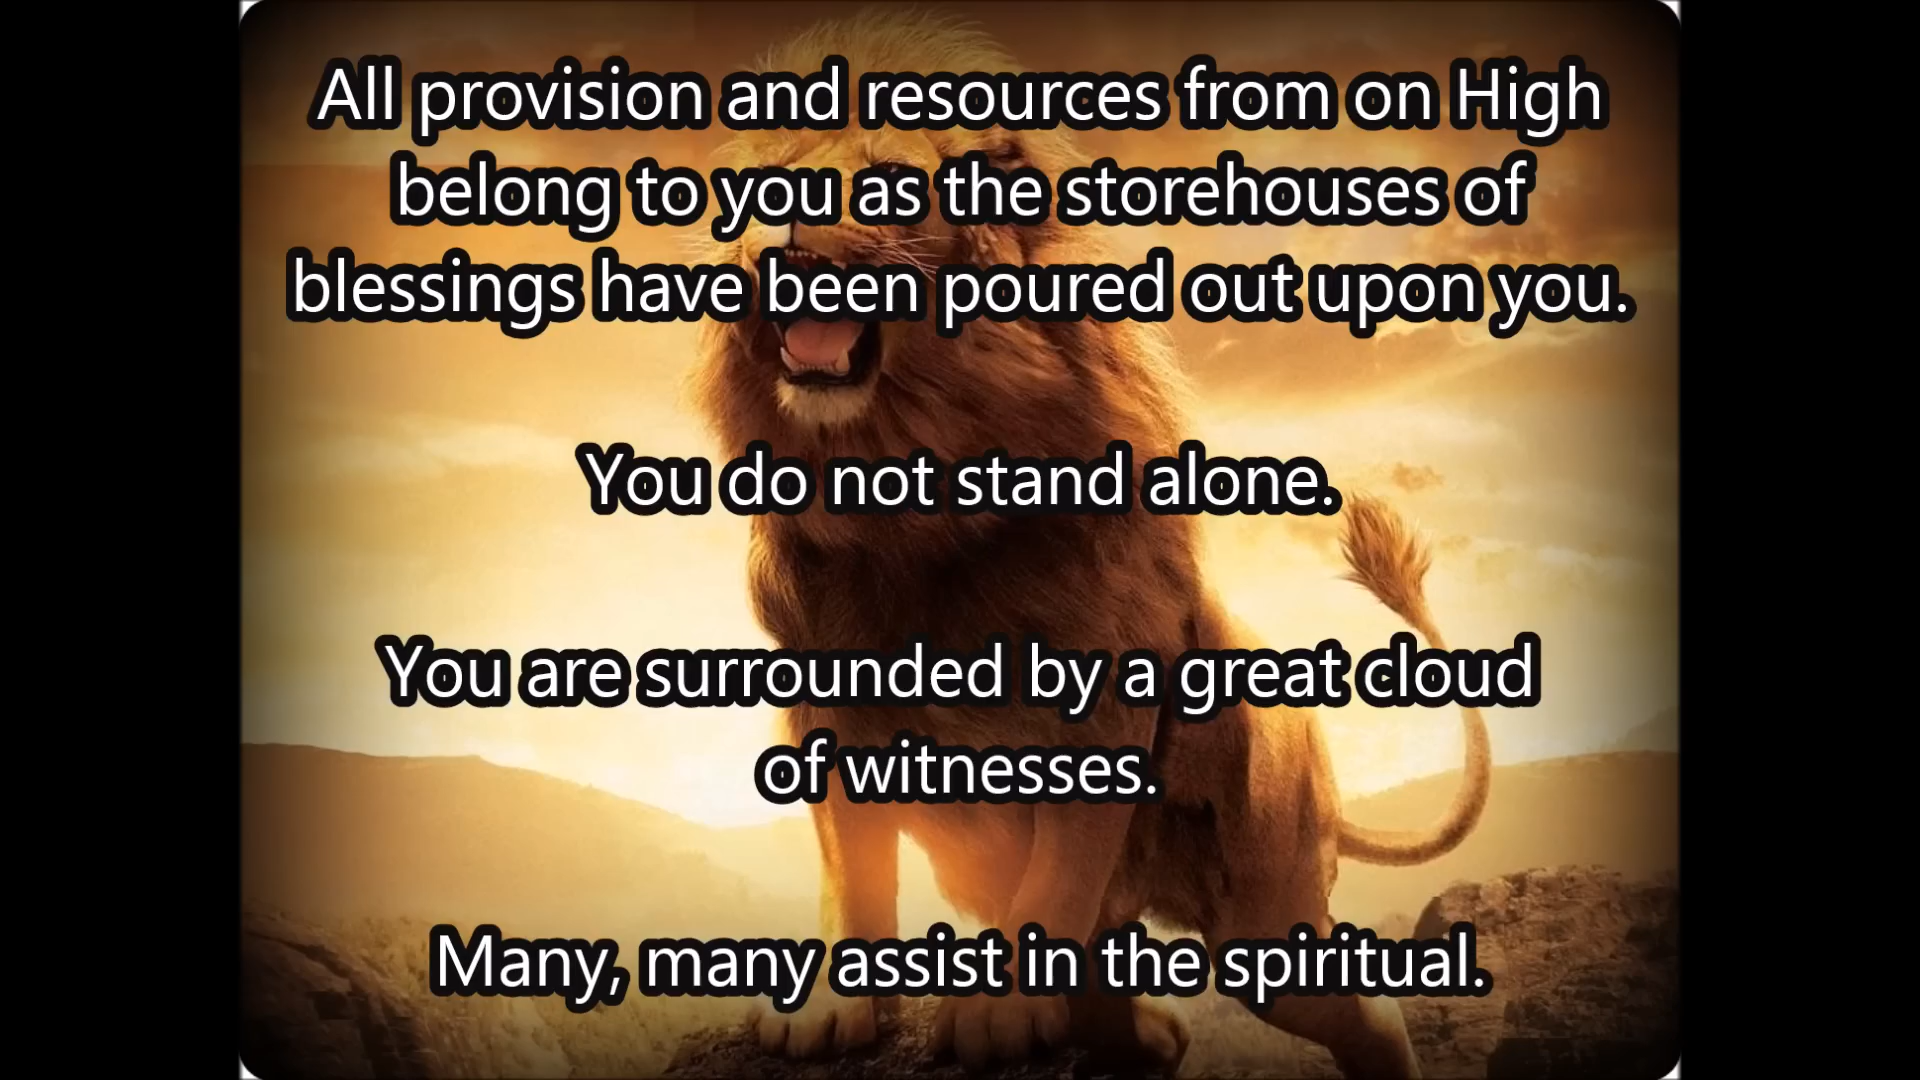 All provision and resources from on High
belong to you as the storehouses of
blessings have been poured out upon you.
You do not stand alone.
You are surrounded by a great cloud
of witnesses.
Many, many assist in the spiritual.